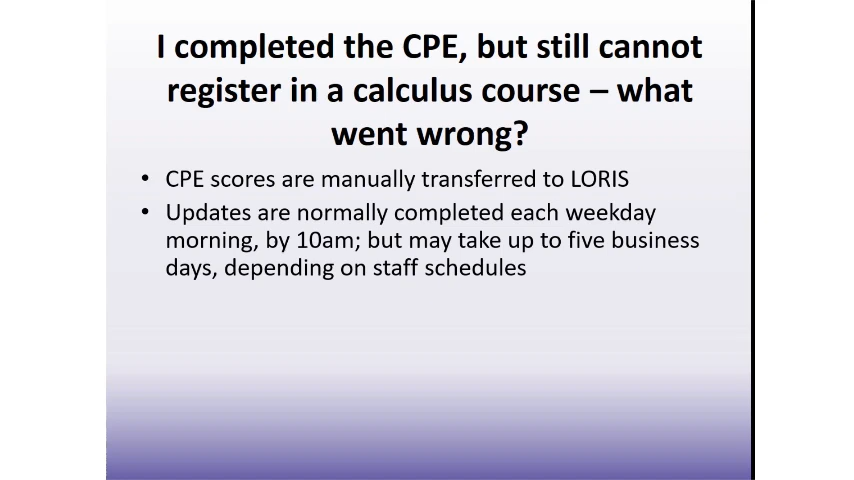 I completed the CPE, but still cannot
register in a calculus course – what
went wrong?
• CPE scores are manually transferred to LORIS
• Updates are normally completed each weekday
morning, by 10am; but may take up to five business
days, depending on staff schedules